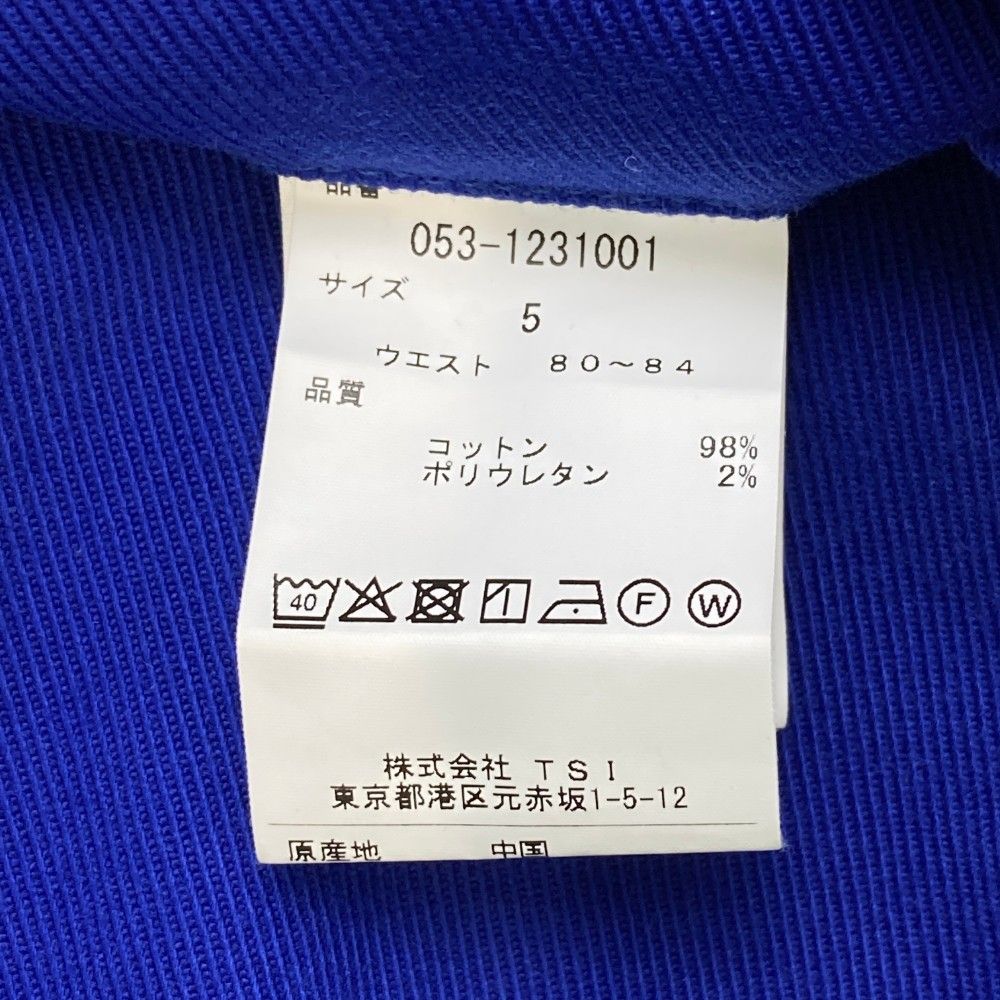 品番
053-1231001
サイズ
5
ウエスト 80～84
品質
コットン 98%
ポリウレタン 2%
40 F W
株式会社 TSI
東京都港区元赤坂1-5-12
原産地 中国